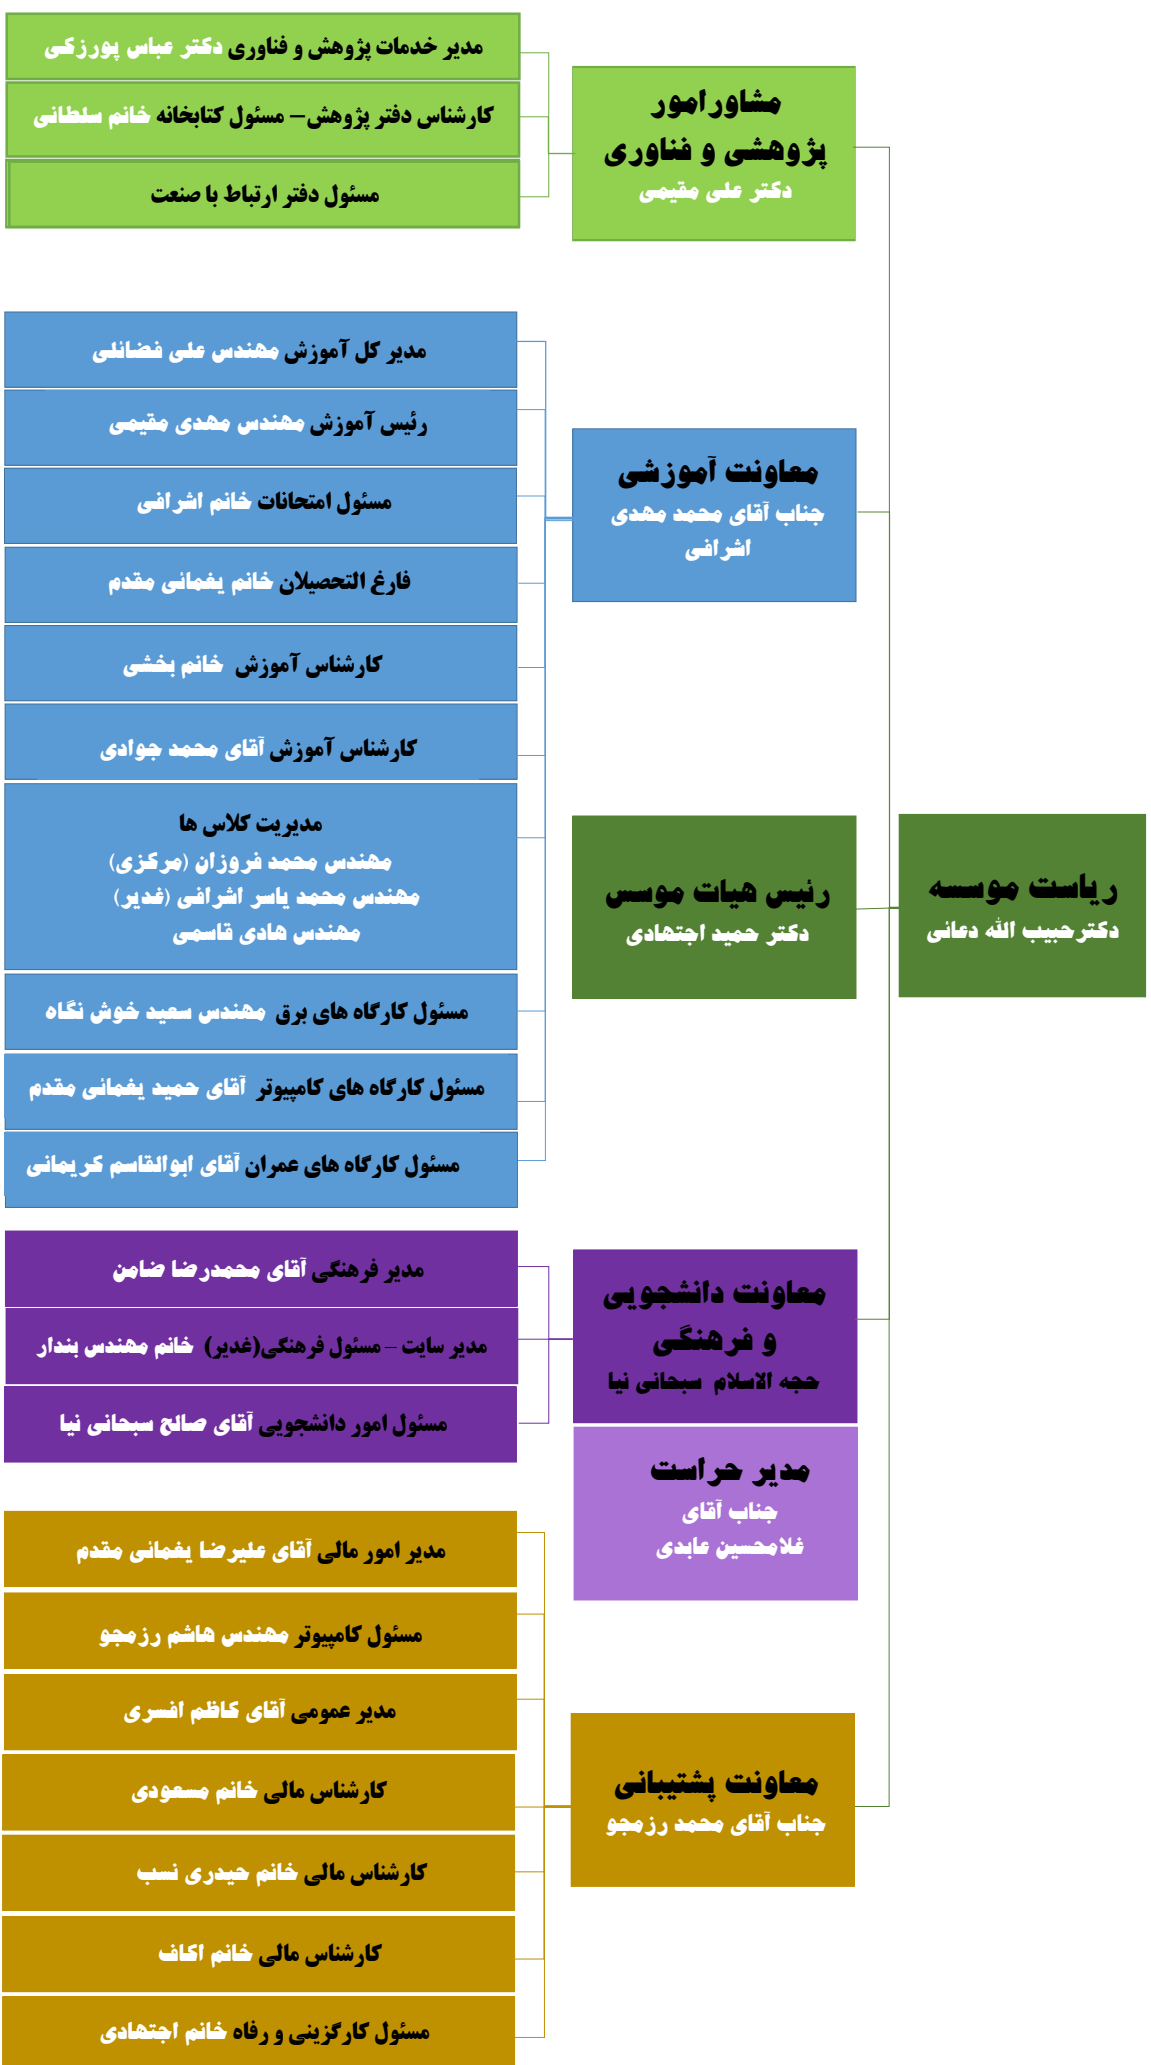 ریاست موسسه
دکترحبیب الله دعائی
مشاورامور
پژوهشی و فناوری
دکتر علی مقیمی
مدیر خدمات پژوهش و فناوری دکتر عباس پورزکی
کارشناس دفتر پژوهش– مسئول کتابخانه خانم سلطانی
مسئول دفتر ارتباط با صنعت
معاونت آموزشی
جناب آقای محمد مهدی
اشرافی
مدیر کل آموزش مهندس علی فضائلی
رئیس آموزش مهندس مهدی مقیمی
مسئول امتحانات خانم اشرافی
فارغ التحصیلان خانم یغمائی مقدم
کارشناس آموزش خانم بخشی
کارشناس آموزش آقای محمد جوادی
مدیریت کلاس ها
مهندس محمد فروزان (مرکزی)
مهندس محمد یاسر اشرافی (غدیر)
مهندس هادی قاسمی
مسئول کارگاه های برق مهندس سعید خوش نگاه
مسئول کارگاه های کامپیوتر آقای حمید یغمائی مقدم
مسئول کارگاه های عمران آقای ابوالقاسم کریمانی
رئیس هیات موسس
دکتر حمید اجتهادی
معاونت دانشجویی
و فرهنگی
حجه الاسلام سبحانی نیا
مدیر فرهنگی آقای محمدرضا ضامن
مدیر سایت – مسئول فرهنگی(غدیر) خانم مهندس بندار
مسئول امور دانشجویی آقای صالح سبحانی نیا
مدیر حراست
جناب آقای
غلامحسین عابدی
معاونت پشتیبانی
جناب آقای محمد رزمجو
مدیر امور مالی آقای علیرضا یغمائی مقدم
مسئول کامپیوتر مهندس هاشم رزمجو
مدیر عمومی آقای کاظم افسری
کارشناس مالی خانم مسعودی
کارشناس مالی خانم حیدری نسب
کارشناس مالی خانم اکاف
مسئول کارگزینی و رفاه خانم اجتهادی